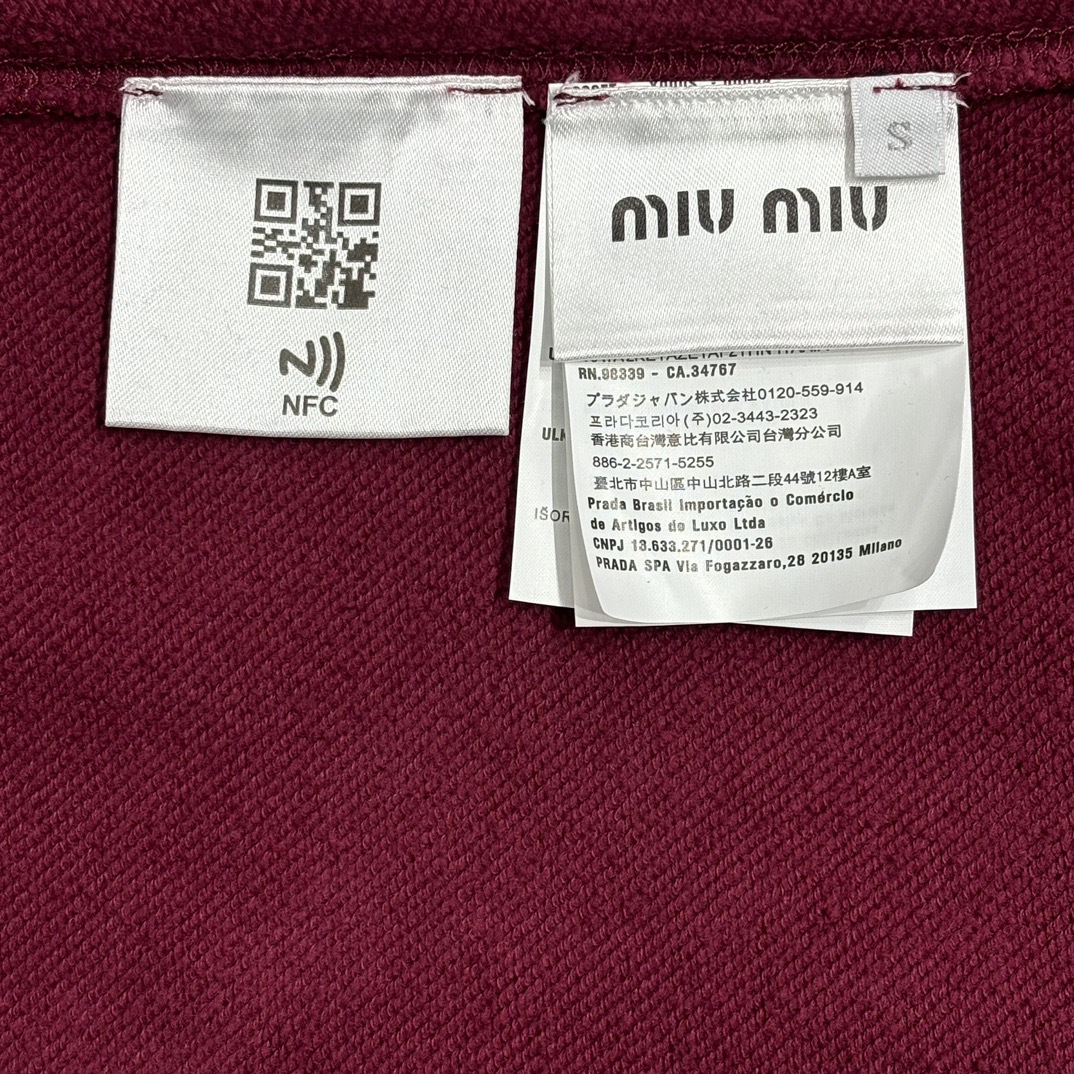 NFC
S
miu miu
RN.98339 - CA.34767
プラダジャパン株式会社0120-559-914
프라다코리아(주)02-3443-2323
香港商台灣意比有限公司台灣分公司
886-2-2571-5255
臺北市中山區中山北路二段44號12樓A室
Prada Brasil Importação o Comércio
de Artigos de Luxo Ltda
CNPJ 13.633.271/0001-26
PRADA SPA Via Fogazzaro,28 20135 Milano